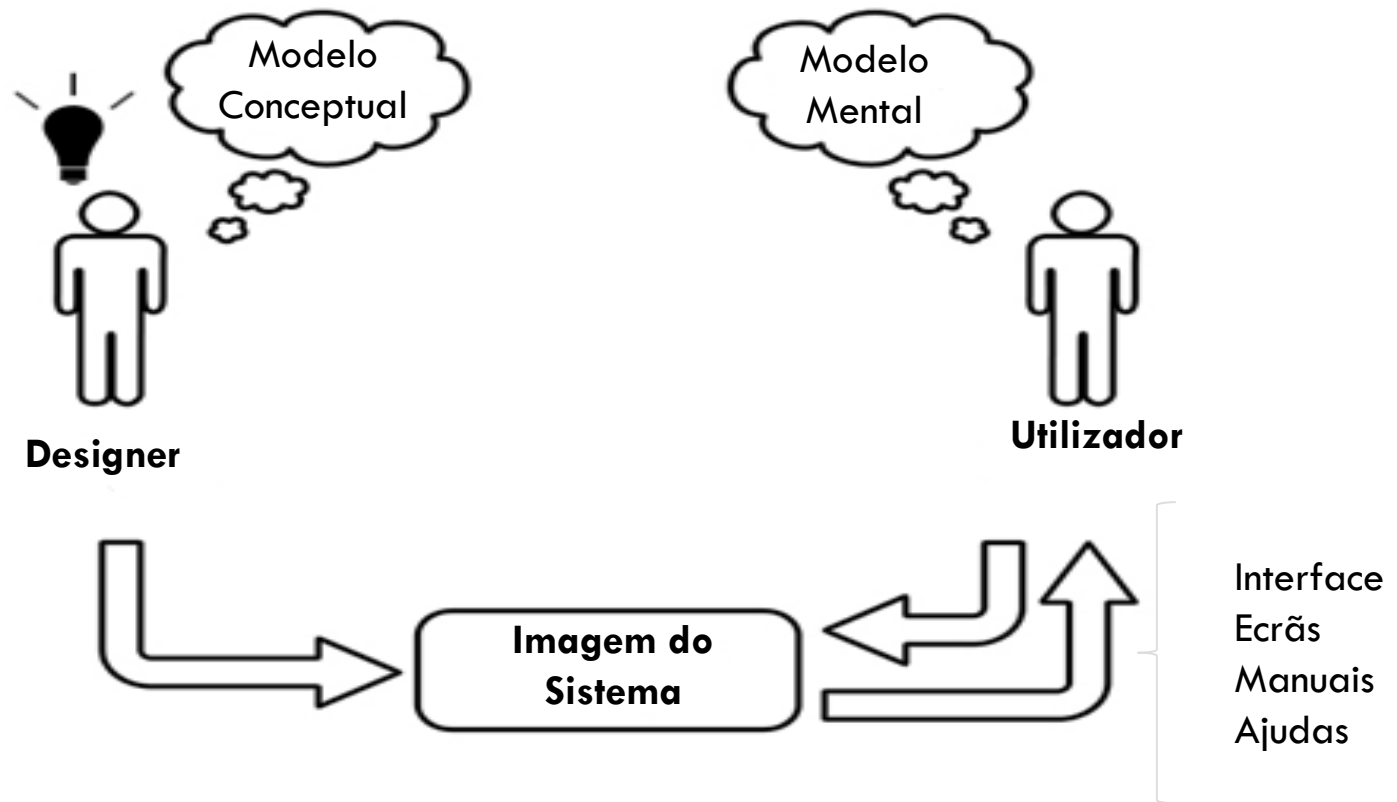 Modelo
Conceptual
Modelo
Mental
Designer
Utilizador
Imagem do
Sistema
Interface
Ecrãs
Manuais
Ajudas